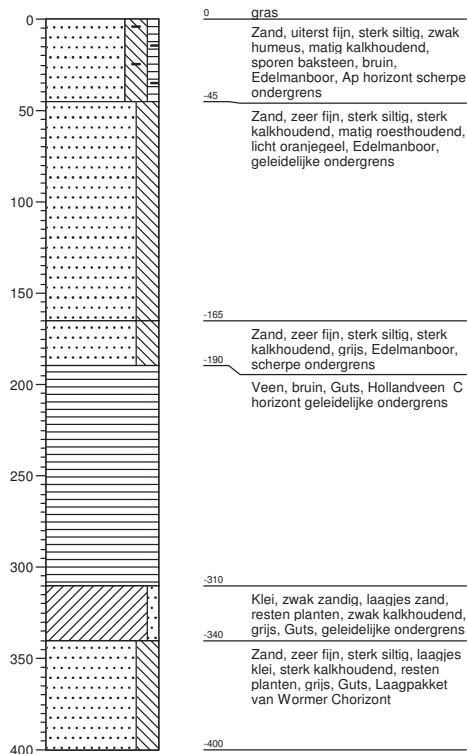 0
50
100
150
200
250
300
350
400
0 gras
Zand, uiterst fijn, sterk siltig, zwak
humeus, matig kalkhoudend,
sporen baksteen, bruin,
Edelmanboor, Ap horizont scherpe
ondergrens
-45
Zand, zeer fijn, sterk siltig, sterk
kalkhoudend, matig roesthoudend,
licht oranjegeel, Edelmanboor,
geleidelijke ondergrens
-165
Zand, zeer fijn, sterk siltig, sterk
kalkhoudend, grijs, Edelmanboor,
scherpe ondergrens
-190
Veen, bruin, Guts, Hollandveen C
horizont geleidelijke ondergrens
-310
Klei, zwak zandig, laagjes zand,
resten planten, zwak kalkhoudend,
grijs, Guts, geleidelijke ondergrens
-340
Zand, zeer fijn, sterk siltig, laagjes
klei, sterk kalkhoudend, resten
planten, grijs, Guts, Laagpakket
van Wormer Chorizont
-400